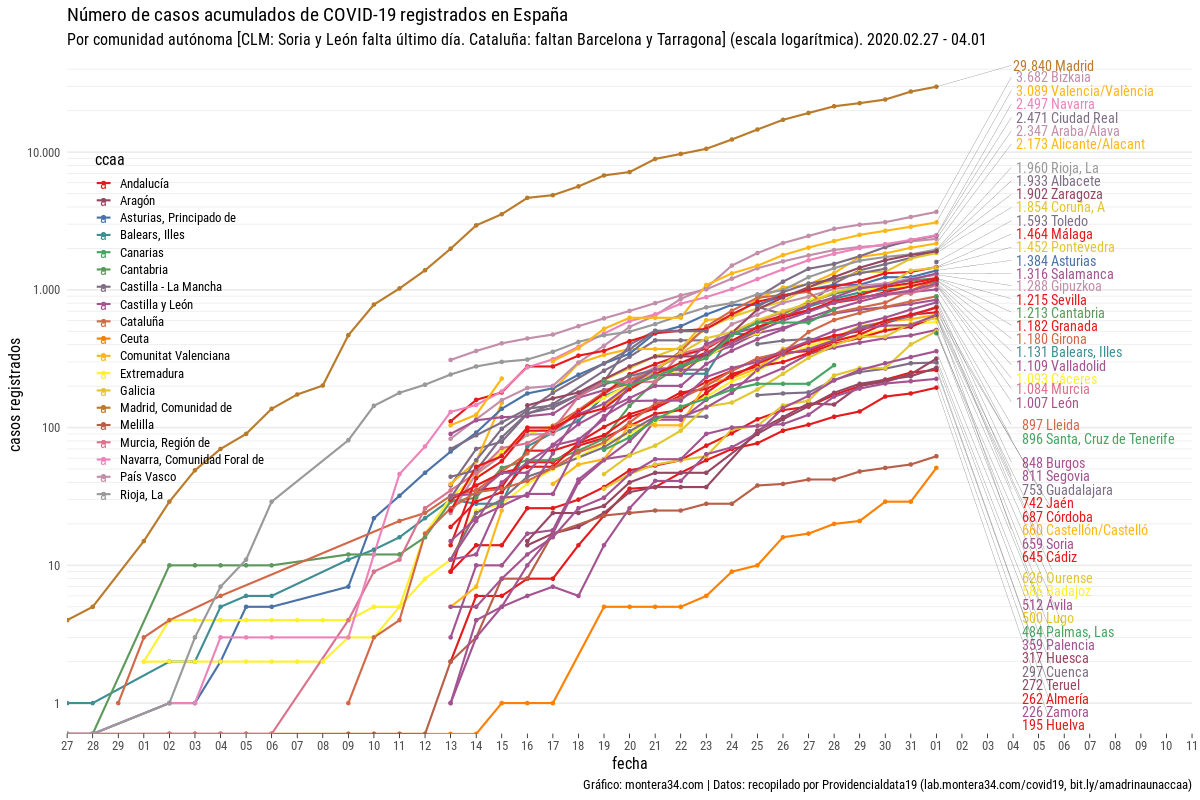 Número de casos acumulados de COVID-19 registrados en España
Por comunidad autónoma [CLM: Soria y León falta último día. Cataluña: faltan Barcelona y Tarragona] (escala logarítmica). 2020.02.27 - 04.01
casos registrados
10.000
1.000
100
10
1
ccaa
Andalucía
Aragón
Asturias, Principado de
Balears, Illes
Canarias
Cantabria
Castilla - La Mancha
Castilla y León
Cataluña
Ceuta
Comunitat Valenciana
Extremadura
Galicia
Madrid, Comunidad de
Melilla
Murcia, Región de
Navarra, Comunidad Foral de
País Vasco
Rioja, La
29.840 Madrid
3.682 Bizkaia
3.089 Valencia/València
2.497 Navarra
2.471 Ciudad Real
2.347 Araba/Álava
2.173 Alicante/Alacant
1.960 Rioja, La
1.933 Albacete
1.902 Zaragoza
1.854 Coruña, A
1.593 Toledo
1.464 Málaga
1.452 Pontevedra
1.384 Asturias
1.316 Salamanca
1.288 Gipuzkoa
1.215 Sevilla
1.213 Cantabria
1.182 Granada
1.180 Girona
1.131 Balears, Illes
1.109 Valladolid
1.093 Cáceres
1.084 Murcia
1.007 León
897 Lleida
896 Santa, Cruz de Tenerife
848 Burgos
811 Segovia
753 Guadalajara
742 Jaén
687 Córdoba
660 Castellón/Castelló
659 Soria
645 Cádiz
626 Ourense
Badajoz
512 Ávila
500 Lugo
484 Palmas, Las
359 Palencia
317 Huesca
297 Cuenca
272 Teruel
262 Almería
226 Zamora
195 Huelva
27 28 29 01 02 03 04 05 06 07 08 09 10 11 12 13 14 15 16 17 18 19 20 21 22 23 24 25 26 27 28 29 30 31 01 02 03 04 05 06 07 08 09 10 11
fecha
Gráfico: montera34.com | Datos: recopilado por Providencialdata19 (lab.montera34.com/covid19, bit.ly/amadrinaunaccaa)